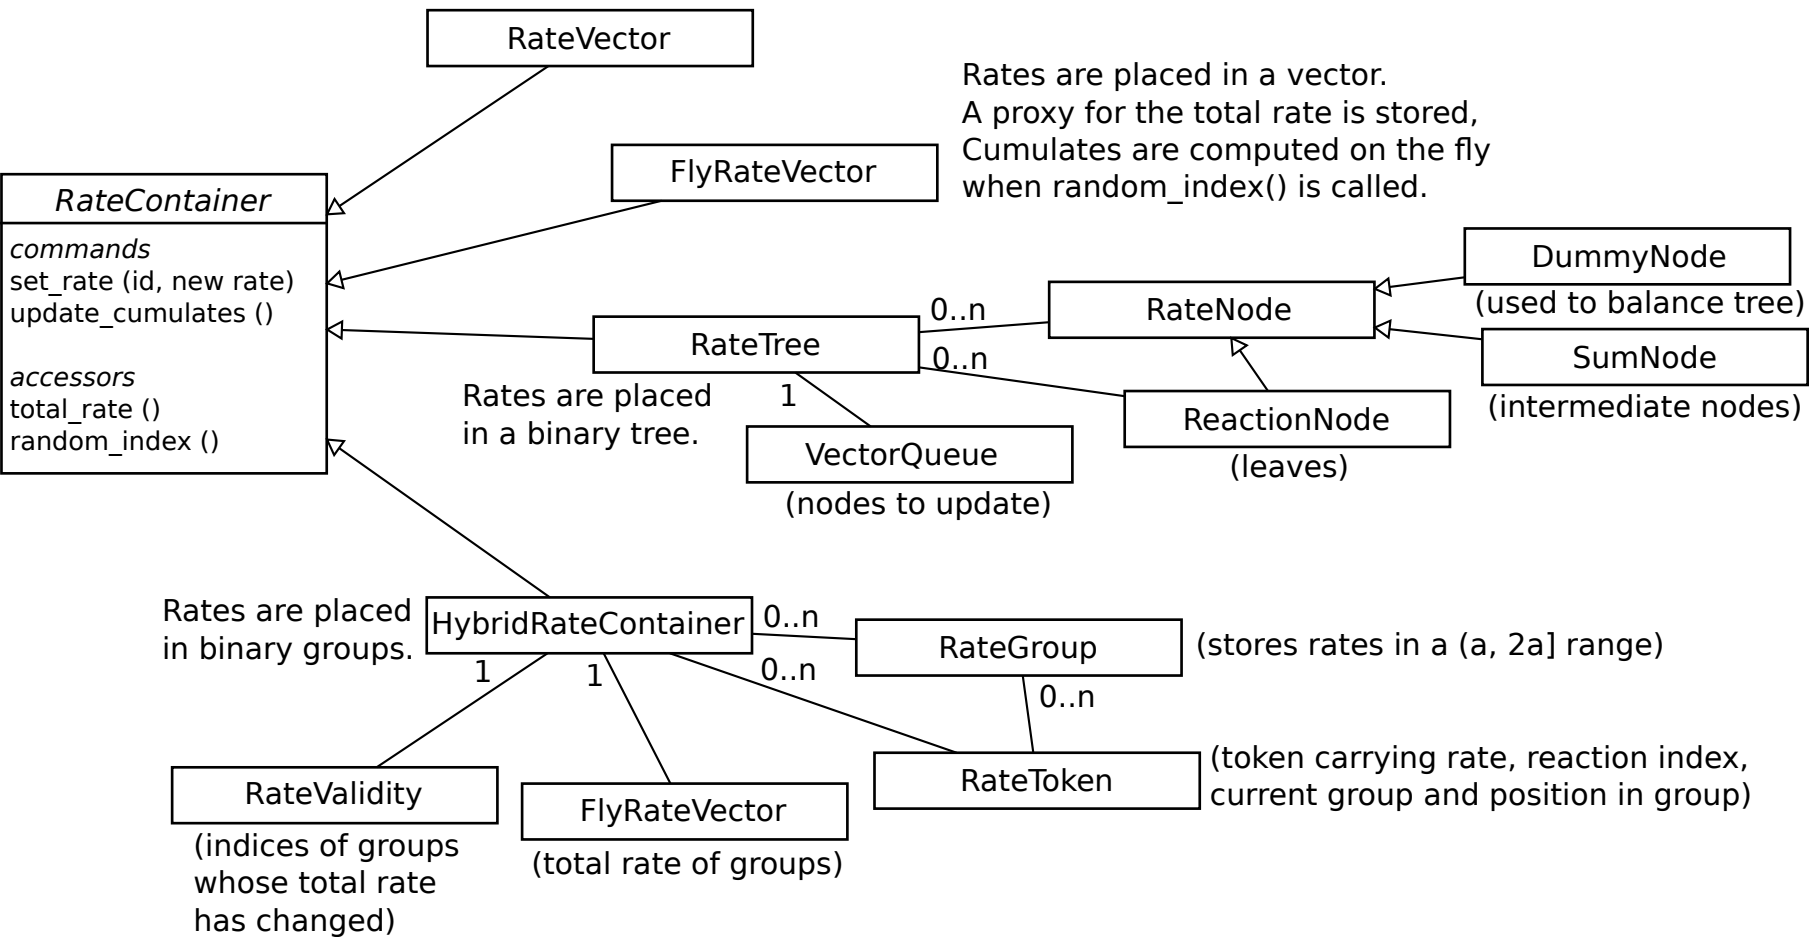 RateVector
Rates are placed in a vector.
A proxy for the total rate is stored,
Cumulates are computed on the fly
when random_index() is called.
FlyRateVector
RateContainer
commands
set_rate (id, new rate)
update_cumulates ()
accessors
total_rate ()
random_index ()
DummyNode
(used to balance tree)
0..n
RateNode
RateTree
0..n
SumNode
(intermediate nodes)
Rates are placed
in a binary tree.
1
ReactionNode
(leaves)
VectorQueue
(nodes to update)
Rates are placed
in binary groups.
HybridRateContainer
0..n
RateGroup
(stores rates in a (a, 2a] range)
1
1
0..n
0..n
RateValidity
(indices of groups
whose total rate
has changed)
FlyRateVector
(total rate of groups)
RateToken
(token carrying rate, reaction index,
current group and position in group)